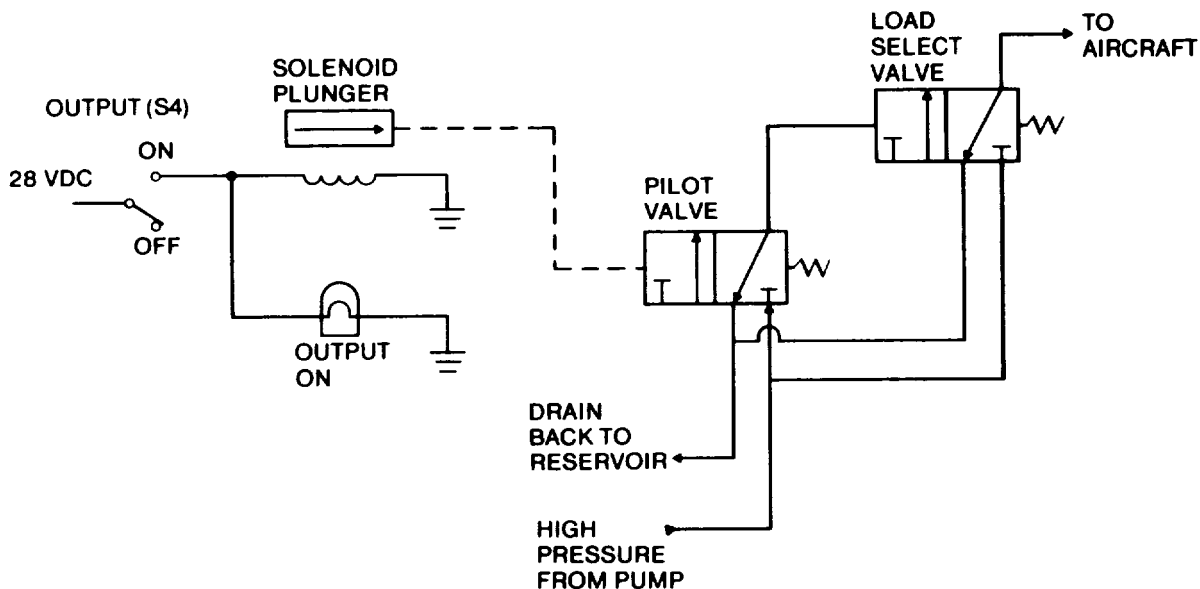 LOAD
SELECT
VALVE
TO
AIRCRAFT
SOLENOID
PLUNGER
OUTPUT (S4)
ON
28 VDC
OFF
PILOT
VALVE
OUTPUT
ON
DRAIN
BACK TO
RESERVOIR
HIGH
PRESSURE
FROM PUMP